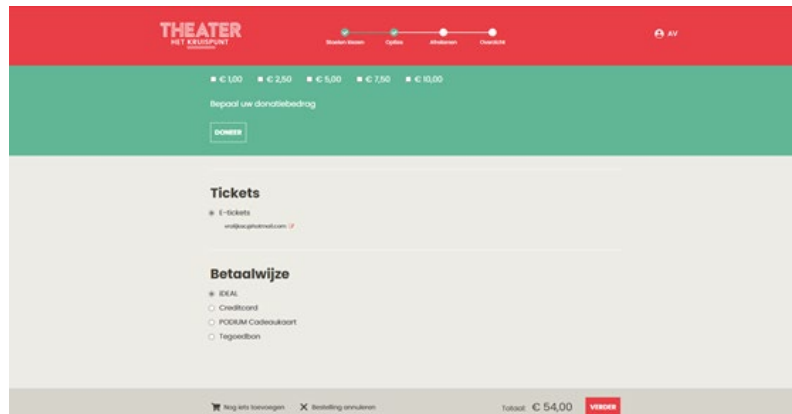 THEATER
HET KRUISPUNT
Stoelen kiezen Opties Afrekenen Overzicht
AV
€ 1,00 € 2,50 € 5,00 € 7,50 € 10,00
Bepaal uw donatiebedrag
DONEER
Tickets
E-tickets
Betaalwijze
iDEAL
Creditcard
PODIUM Cadeaukaart
Tegoedbon
Nog iets toevoegen Bestelling annuleren Totaal: € 54,00 VERDER